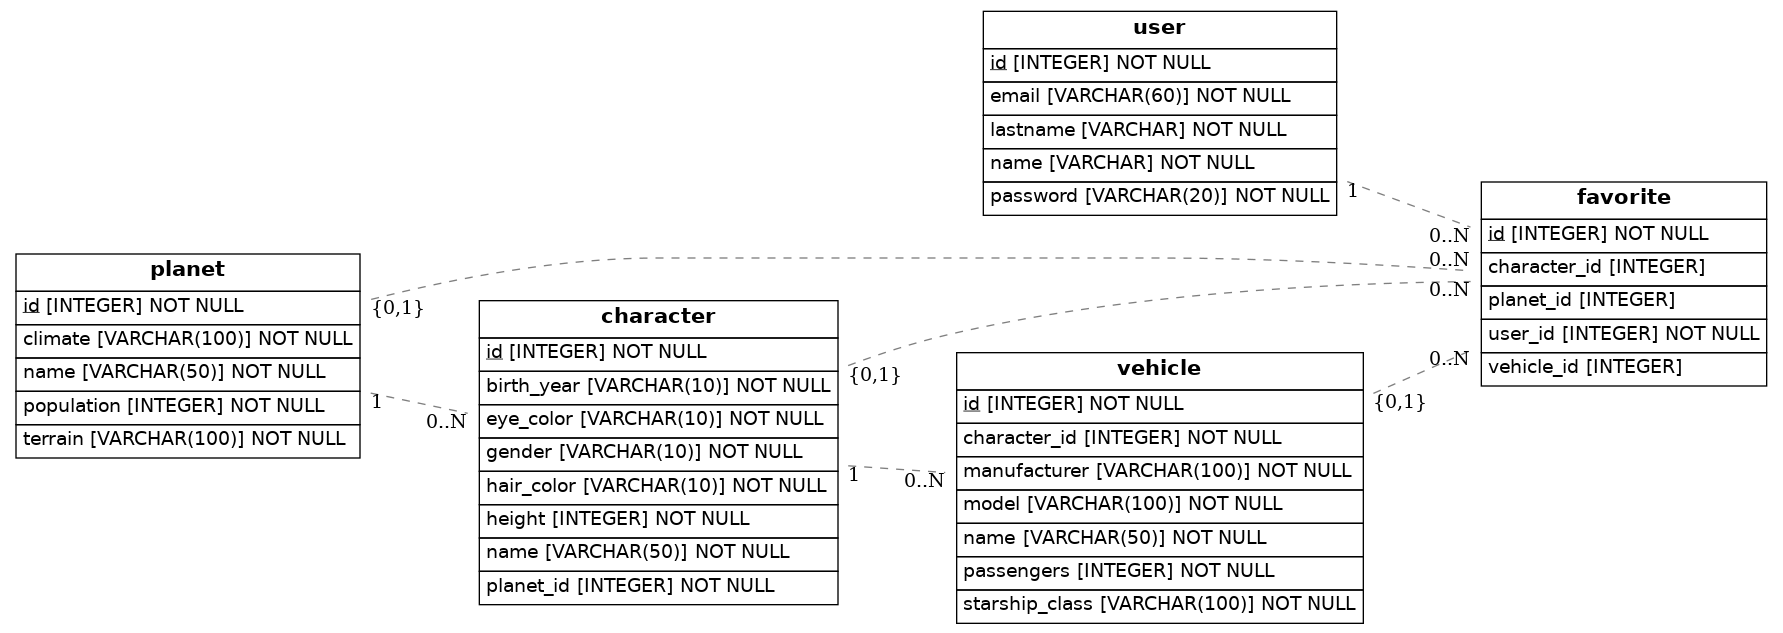 user
id [INTEGER] NOT NULL
email [VARCHAR(60)] NOT NULL
lastname [VARCHAR] NOT NULL
name [VARCHAR] NOT NULL
password [VARCHAR(20)] NOT NULL
1
0..N
favorite
id [INTEGER] NOT NULL
character_id [INTEGER]
planet_id [INTEGER]
user_id [INTEGER] NOT NULL
vehicle_id [INTEGER]
0..N
0..N
0..N
planet
id [INTEGER] NOT NULL
climate [VARCHAR(100)] NOT NULL
name [VARCHAR(50)] NOT NULL
population [INTEGER] NOT NULL
terrain [VARCHAR(100)] NOT NULL
{0,1}
1
0..N
character
id [INTEGER] NOT NULL
birth_year [VARCHAR(10)] NOT NULL
eye_color [VARCHAR(10)] NOT NULL
gender [VARCHAR(10)] NOT NULL
hair_color [VARCHAR(10)] NOT NULL
height [INTEGER] NOT NULL
name [VARCHAR(50)] NOT NULL
planet_id [INTEGER] NOT NULL
{0,1}
1
0..N
vehicle
id [INTEGER] NOT NULL
character_id [INTEGER] NOT NULL
manufacturer [VARCHAR(100)] NOT NULL
model [VARCHAR(100)] NOT NULL
name [VARCHAR(50)] NOT NULL
passengers [INTEGER] NOT NULL
starship_class [VARCHAR(100)] NOT NULL
{0,1}